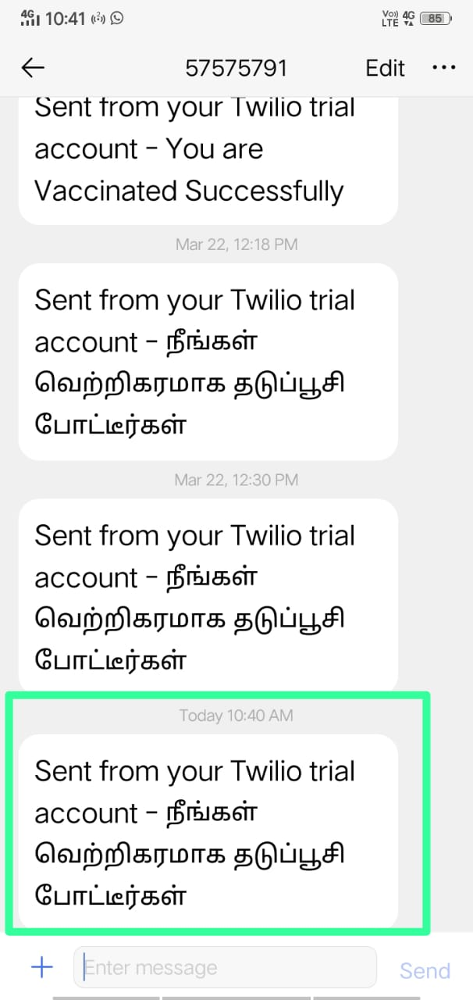 4G 10:41
Vo)) 4G 85
LTE
57575791 Edit
Sent from your Twilio trial
account - You are
Vaccinated Successfully
Mar 22, 12:18 PM
Sent from your Twilio trial
account - நீங்கள்
வெற்றிகரமாக தடுப்பூசி
போட்டீர்கள்
Mar 22, 12:30 PM
Sent from your Twilio trial
account - நீங்கள்
வெற்றிகரமாக தடுப்பூசி
போட்டீர்கள்
Today 10:40 AM
Sent from your Twilio trial
account - நீங்கள்
வெற்றிகரமாக தடுப்பூசி
போட்டீர்கள்
Enter message
Send